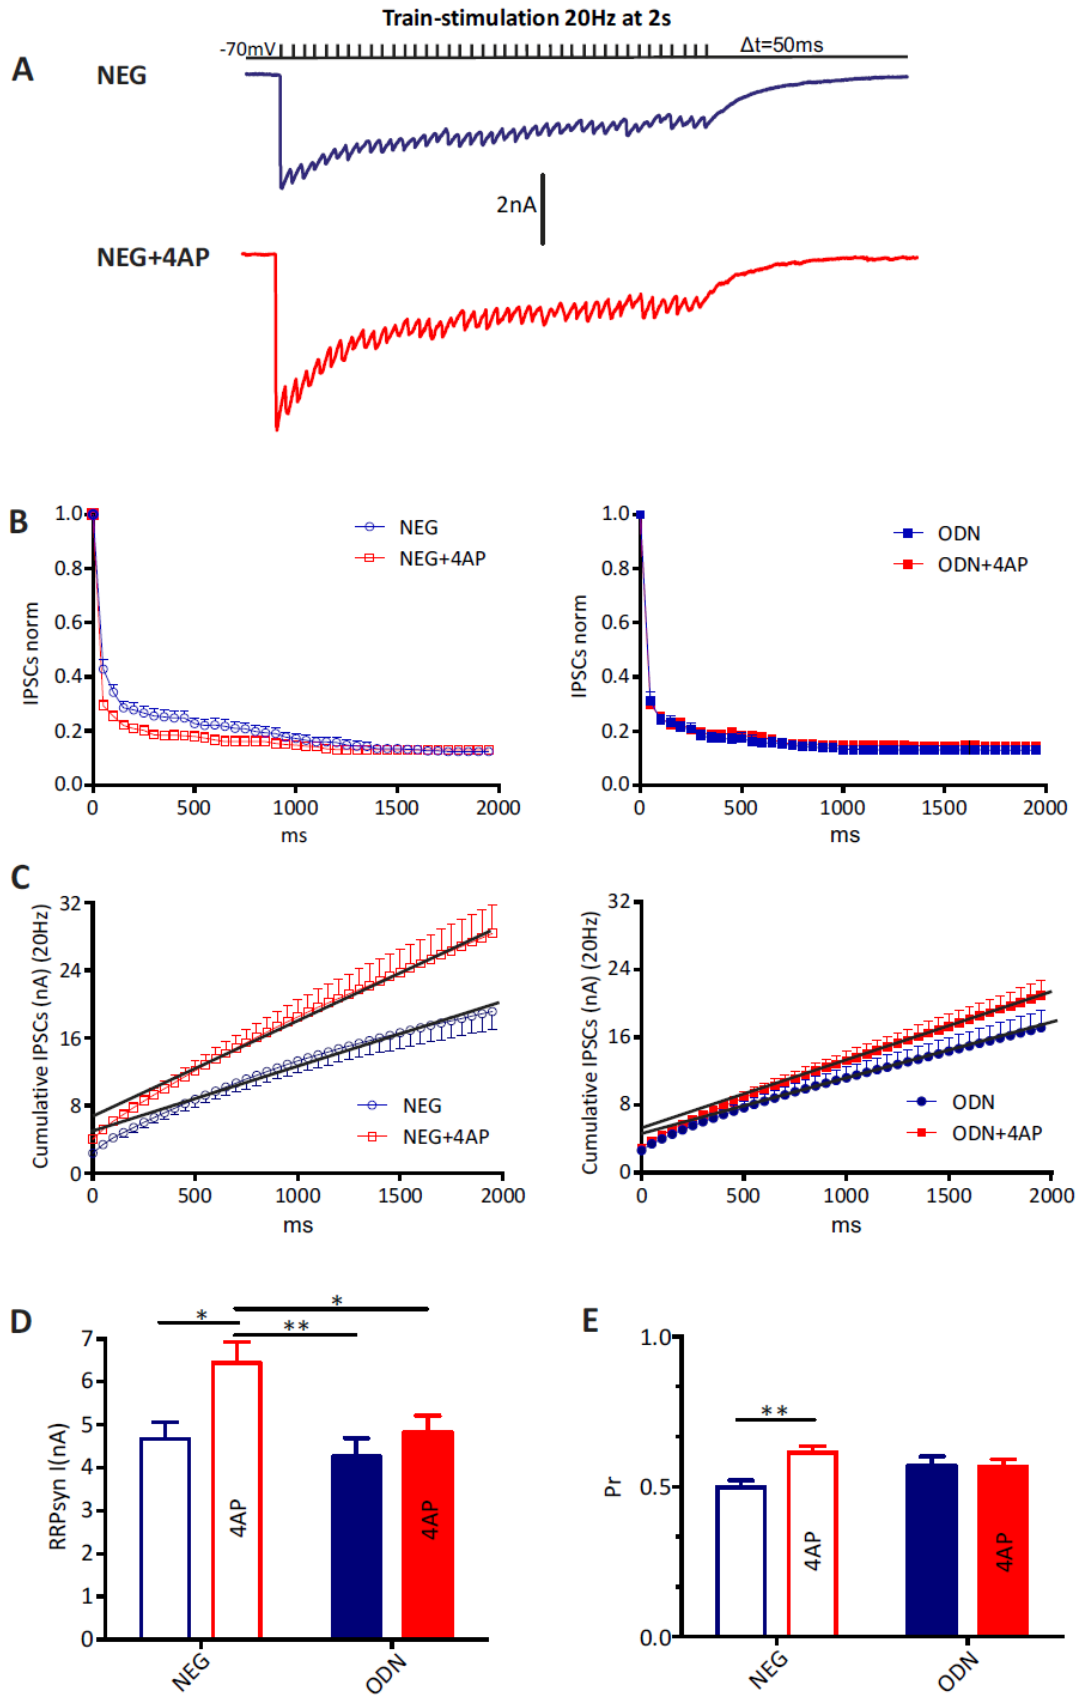 Train-stimulation 20Hz at 2s
-70mV
Δt=50ms
A
NEG
2nA
NEG+4AP
B
1.0
0.8
0.6
0.4
0.2
0.0
IPSCs norm
0 500 1000 1500 2000
ms
NEG
NEG+4AP
1.0
0.8
0.6
0.4
0.2
0.0
IPSCs norm
0 500 1000 1500 2000
ms
ODN
ODN+4AP
C
32
24
16
8
0
Cumulative IPSCs (nA) (20Hz)
0 500 1000 1500 2000
ms
NEG
NEG+4AP
32
24
16
8
0
Cumulative IPSCs (nA) (20Hz)
0 500 1000 1500 2000
ms
ODN
ODN+4AP
D
*
*
**
7
6
5
4
3
2
1
0
RRPsyn I(nA)
4AP
4AP
NEG
ODN
E
1.0
0.5
0.0
Pr
**
4AP
4AP
NEG
ODN